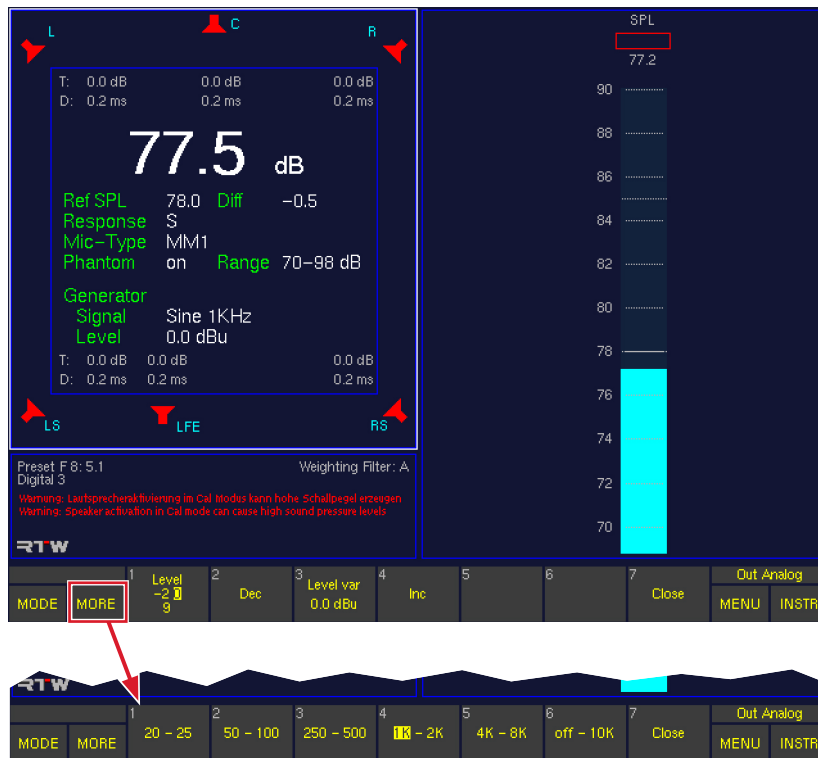 L C R
T: 0.0 dB 0.0 dB 0.0 dB
D: 0.2 ms 0.2 ms 0.2 ms
77.5 dB
Ref SPL 78.0 Diff −0.5
Response S
Mic−Type MM1
Phantom on Range 70−98 dB
Generator
Signal Sine 1KHz
Level 0.0 dBu
T: 0.0 dB 0.0 dB 0.0 dB
D: 0.2 ms 0.2 ms 0.2 ms
LS LFE RS
Preset F 8: 5.1 Weighting Filter: A
Digital 3
Warnung: Lautsprecheraktivierung im Cal Modus kann hohe Schallpegel erzeugen
Warning: Speaker activation in Cal mode can cause high sound pressure levels
RTW
SPL
77.2
90
88
86
84
82
80
78
76
74
72
70
MODE MORE
1 Level
−2 0
9
2 Dec
3 Level var
0.0 dBu
4 Inc
5
6
7 Close
Out Analog
MENU INSTR
RTW
MODE MORE
1 20 − 25
2 50 − 100
3 250 − 500
4 1K − 2K
5 4K − 8K
6 off − 10K
7 Close
Out Analog
MENU INSTR